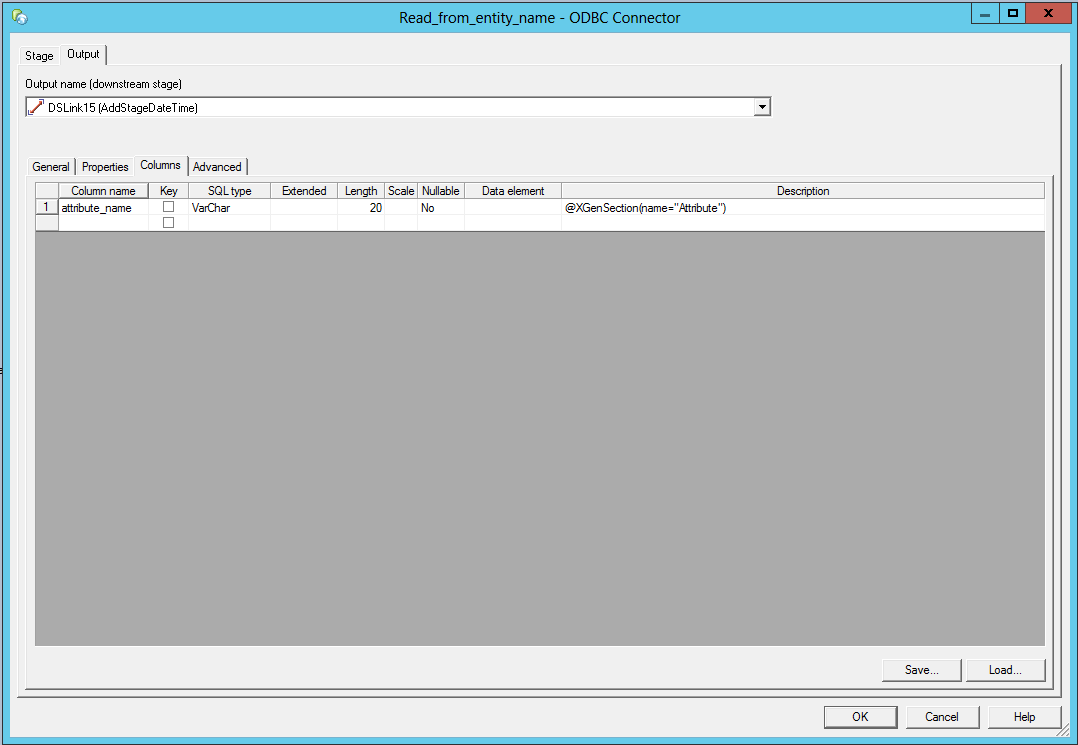 Read_from_entity_name - ODBC Connector
Stage Output
Output name (downstream stage)
DSLink15 (AddStageDateTime)
General Properties Columns Advanced
Column name Key SQL type Extended Length Scale Nullable Data element Description
1 attribute_name VarChar 20 No @XGenSection(name="Attribute")
Save... Load...
OK Cancel Help